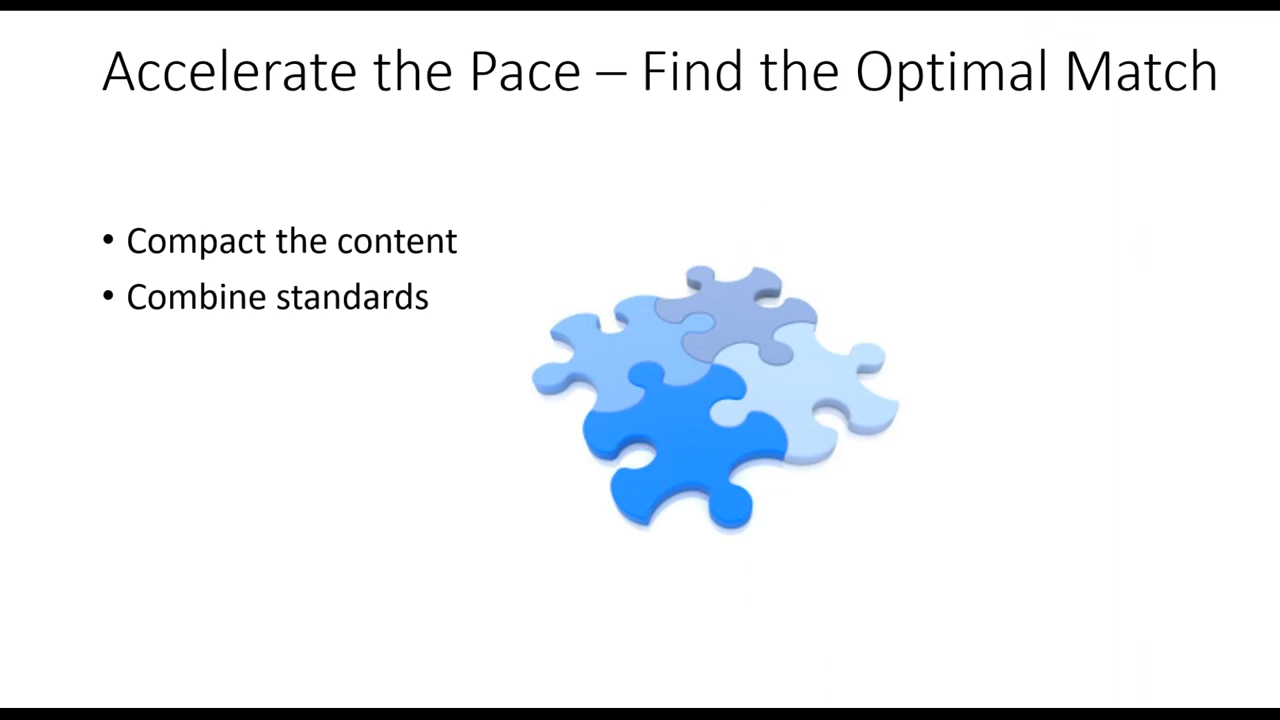 Accelerate the Pace – Find the Optimal Match
• Compact the content
• Combine standards